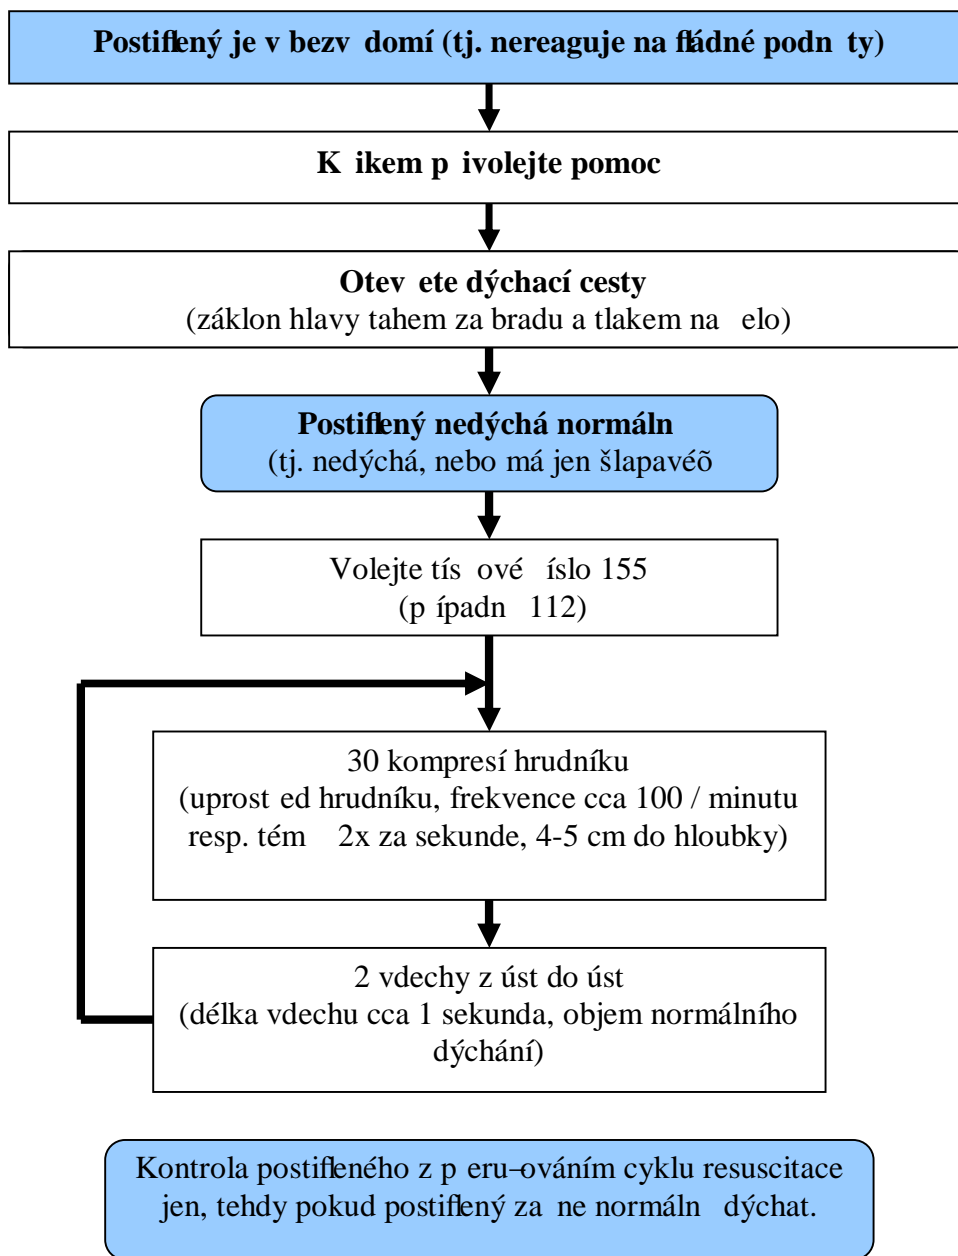 Postiflený je v bezv domí (tj. nereaguje na fládné podn ty)
K ikem p ivolejte pomoc
Otev ete dýchací cesty
(záklon hlavy tahem za bradu a tlakem na elo)
Postiflený nedýchá normáln
(tj. nedýchá, nebo má jen šlapavéõ
Volejte tís ové íslo 155
(p ípadn 112)
30 kompresí hrudníku
(uprost ed hrudníku, frekvence cca 100 / minutu
resp. tém 2x za sekunde, 4-5 cm do hloubky)
2 vdechy z úst do úst
(délka vdechu cca 1 sekunda, objem normálního
dýchání)
Kontrola postifleného z p eru–ováním cyklu resuscitace
jen, tehdy pokud postiflený za ne normáln dýchat.